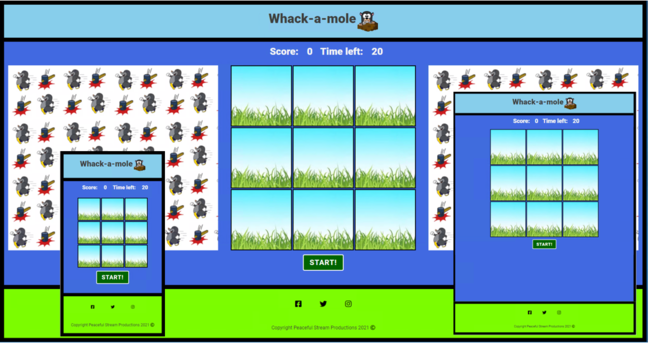 Whack-a-mole
Score: 0 Time left: 20
START!
Copyright Peaceful Stream Productions 2021 ©
Whack-a-mole
Score: 0 Time left: 20
START!
Copyright Peaceful Stream Productions 2021 ©
Whack-a-mole
Score: 0 Time left: 20
START!
Copyright Peaceful Stream Productions 2021 ©